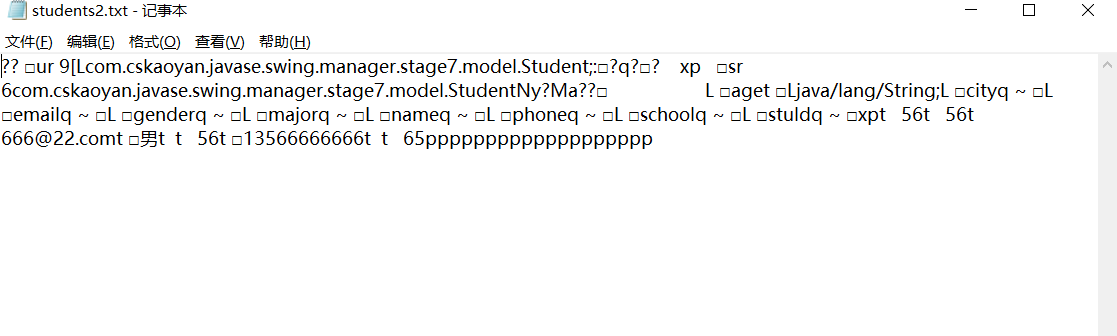 students2.txt - 记事本
文件(F) 编辑(E) 格式(O) 查看(V) 帮助(H)
?? □ur 9[Lcom.cskaoyan.javase.swing.manager.stage7.model.Student;:□?q?□? xp □sr
6com.cskaoyan.javase.swing.manager.stage7.model.StudentNy?Ma??□ L □aget □Ljava/lang/String;L □cityq ~ □L
□emailq ~ □L □genderq ~ □L □majorq ~ □L □nameq ~ □L □phoneq ~ □L □schoolq ~ □L □stuIdq ~ □xpt 56t 56t
666@22.comt □男t t 56t □13566666666t t 65ppppppppppppppppppp